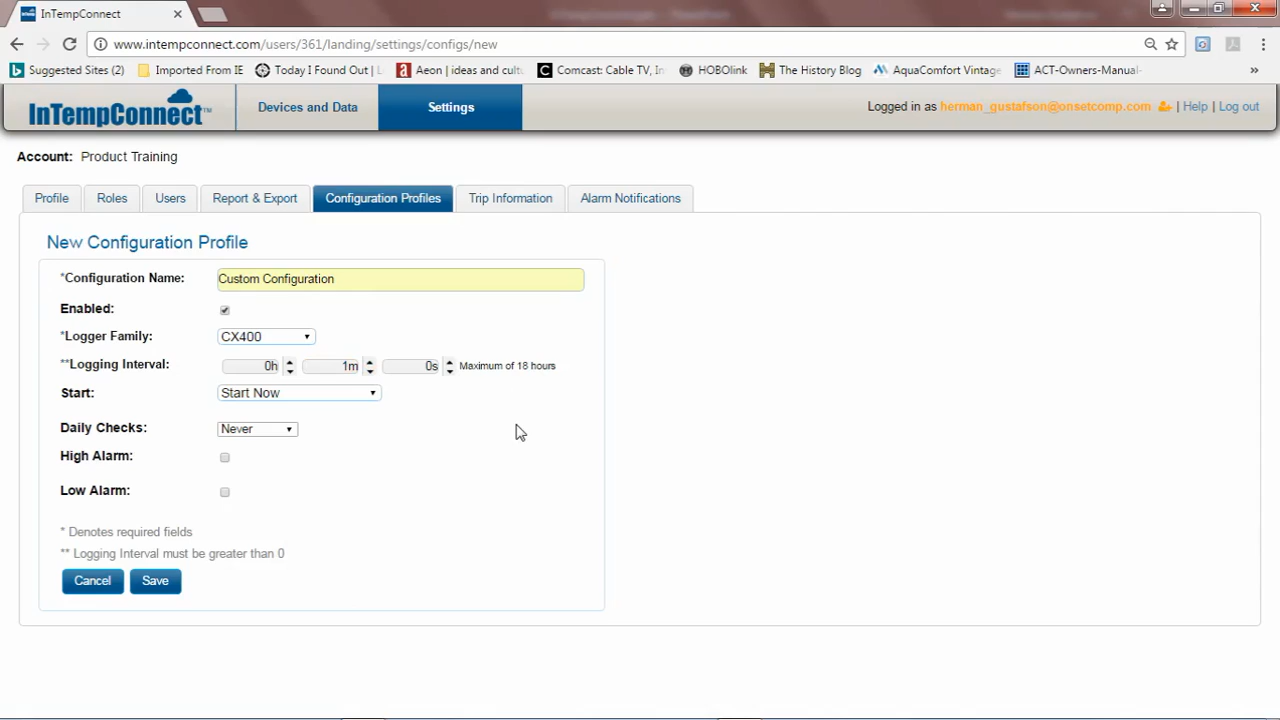 InTempConnect
www.intempconnect.com/users/361/landing/settings/configs/new
Suggested Sites (2) Imported From IE Today I Found Out | Aeon | ideas and cult Comcast: Cable TV, In HOBOlink The History Blog AquaComfort Vintag ACT-Owners-Manual-
InTempConnect™ Devices and Data Settings Logged in as herman_gustafson@onsetcomp.com | Help | Log out
Account: Product Training
Profile Roles Users Report & Export Configuration Profiles Trip Information Alarm Notifications
New Configuration Profile
*Configuration Name: Custom Configuration
Enabled:
*Logger Family: CX400
**Logging Interval: 0h 1m 0s Maximum of 18 hours
Start: Start Now
Daily Checks: Never
High Alarm:
Low Alarm:
* Denotes required fields
** Logging Interval must be greater than 0
Cancel Save